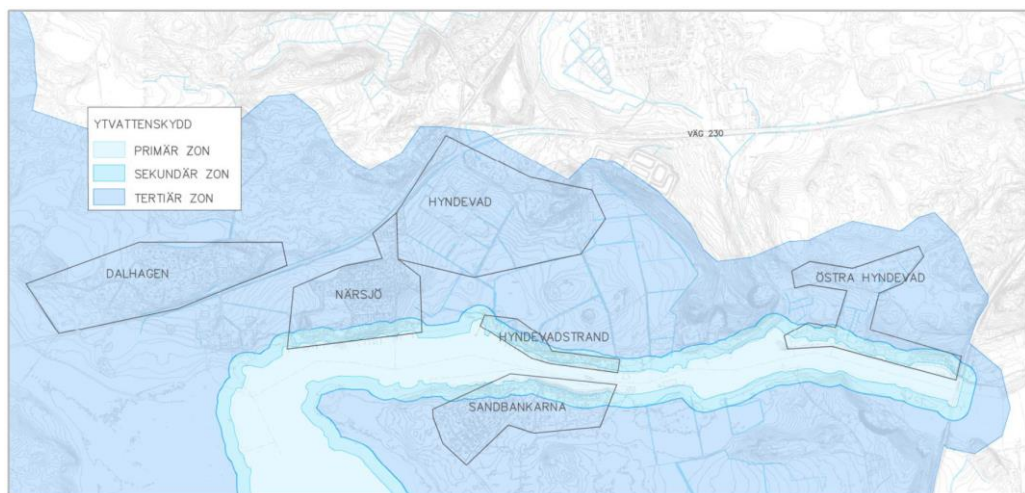 YTVATTENSKYDD
PRIMÄR ZON
SEKUNDÄR ZON
TERTIÄR ZON
VÄG 230
HYNDEVAD
DALHAGEN
NÄRSJÖ
ÖSTRA HYNDEVAD
HYNDEVADSTRAND
SANDBANKARNA